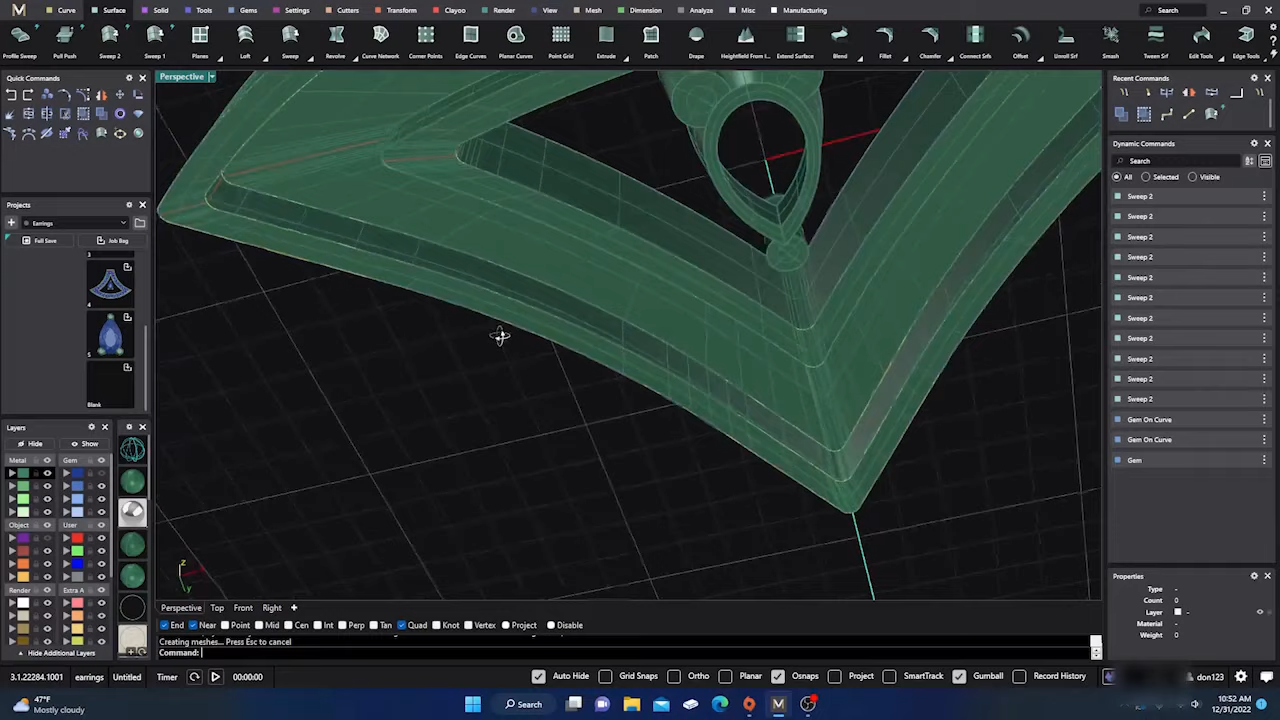 Curve Surface Solid Tools Gems Settings Cutters Transform Clayoo Render View Mesh Dimension Analyze Misc Manufacturing Search
Profile Sweep Pull Push Sweep 2 Sweep 1 Planes Loft Sweep Revolve Curve Network Corner Points Edge Curves Planar Curves Point Grid Extrude Patch Drape Heightfield From I... Extend Surface Blend Fillet Chamfer Connect Srfs Offset Unroll Srf Smash Tween Srf Edit Tools Edge Tools
Quick Commands
Perspective
Recent Commands
Dynamic Commands
Search
All Selected Visible
Sweep 2
Sweep 2
Sweep 2
Sweep 2
Sweep 2
Sweep 2
Sweep 2
Sweep 2
Sweep 2
Sweep 2
Sweep 2
Gem On Curve
Gem On Curve
Gem
Projects
Earrings
Full Save Job Bag
3
4
5
Blank
Layers
Hide Show
Metal Gem
Object User
Render Extra A
Hide Additional Layers
z
y
Properties
Type -
Count 0
Layer -
Material -
Weight 0
Perspective Top Front Right
End Near Point Mid Cen Int Perp Tan Quad Knot Vertex Project Disable
Creating meshes... Press Esc to cancel
Command:
3.1.22284.1001 earrings Untitled Timer 00:00:00 Auto Hide Grid Snaps Ortho Planar Osnaps Project SmartTrack Gumball Record History don123
47°F
Mostly cloudy
Search
10:52 AM
12/31/2022